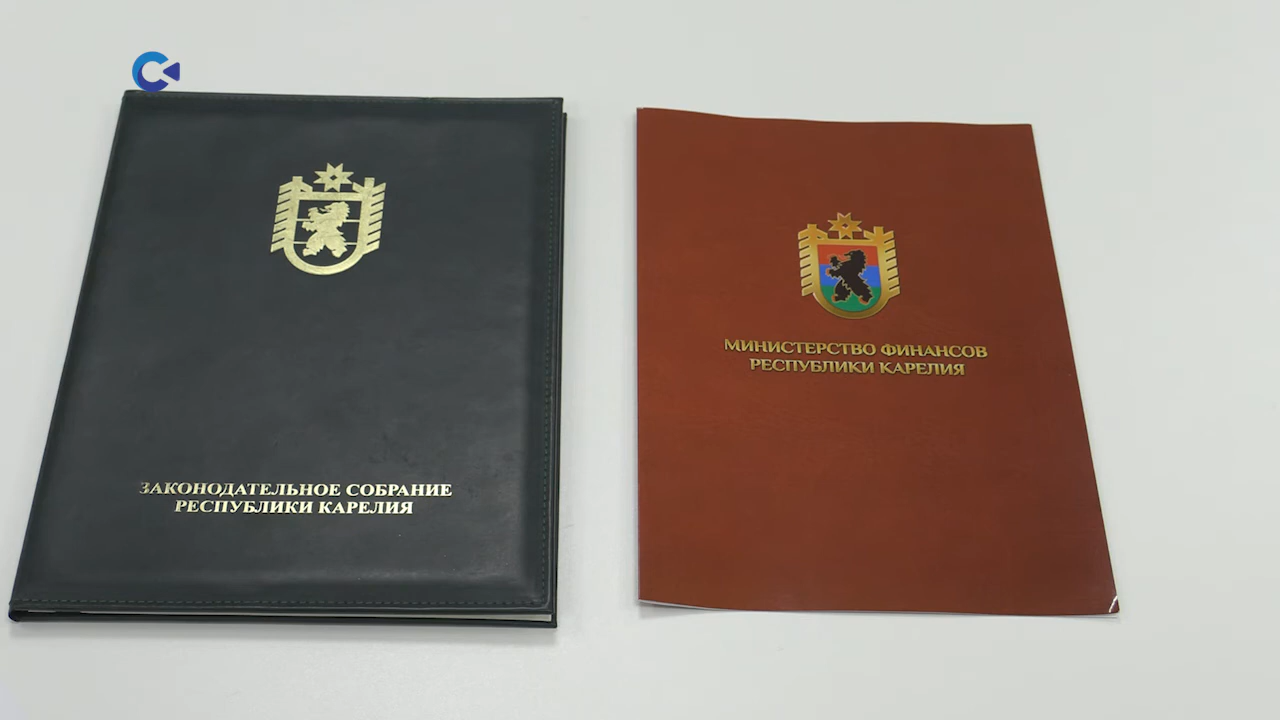 ЗАКОНОДАТЕЛЬНОЕ СОБРАНИЕ
РЕСПУБЛИКИ КАРЕЛИЯ
МИНИСТЕРСТВО ФИНАНСОВ
РЕСПУБЛИКИ КАРЕЛИЯ